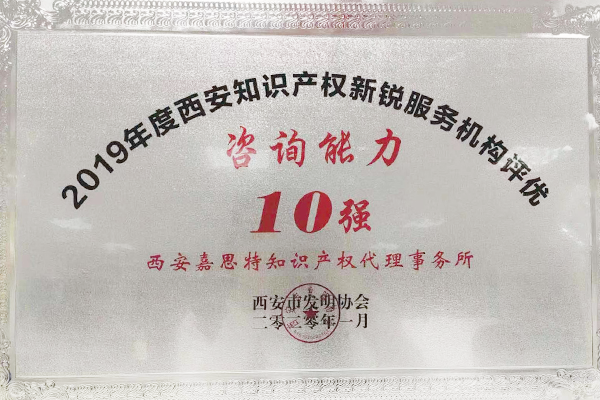 2019年度西安知识产权新锐服务机构评优
咨询能力
10强
西安嘉思特知识产权代理事务所
西安市发明协会
二零二零年一月